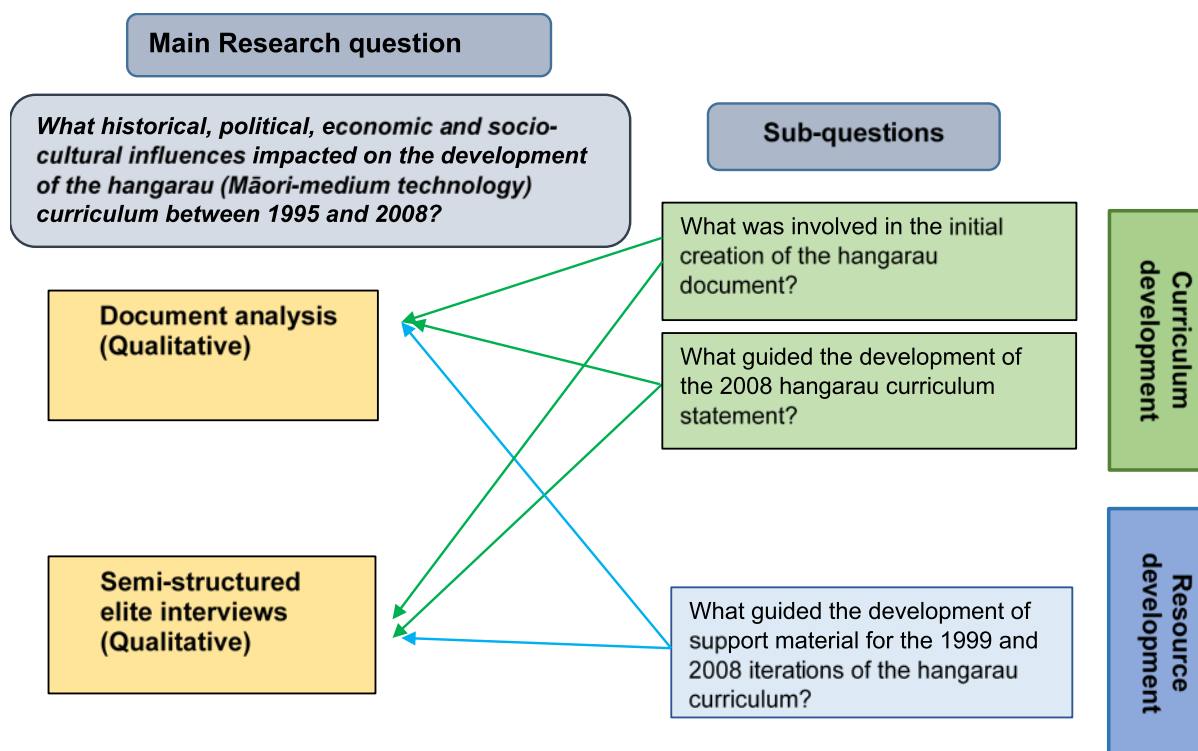 Main Research question
What historical, political, economic and socio-
cultural influences impacted on the development
of the hangarau (Māori-medium technology)
curriculum between 1995 and 2008?
Sub-questions
What was involved in the initial
creation of the hangarau
document?
What guided the development of
the 2008 hangarau curriculum
statement?
Curriculum
development
Document analysis
(Qualitative)
Semi-structured
elite interviews
(Qualitative)
What guided the development of
support material for the 1999 and
2008 iterations of the hangarau
curriculum?
Resource
development